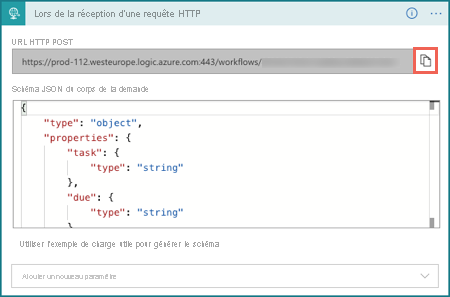 Lors de la réception d'une requête HTTP
URL HTTP POST
https://prod-112.westeurope.logic.azure.com:443/workflows/
Schéma JSON du corps de la demande
{
"type": "object",
"properties": {
"task": {
"type": "string"
},
"due": {
"type": "string"
}
Utiliser l'exemple de charge utile pour générer le schéma
Ajouter un nouveau paramètre